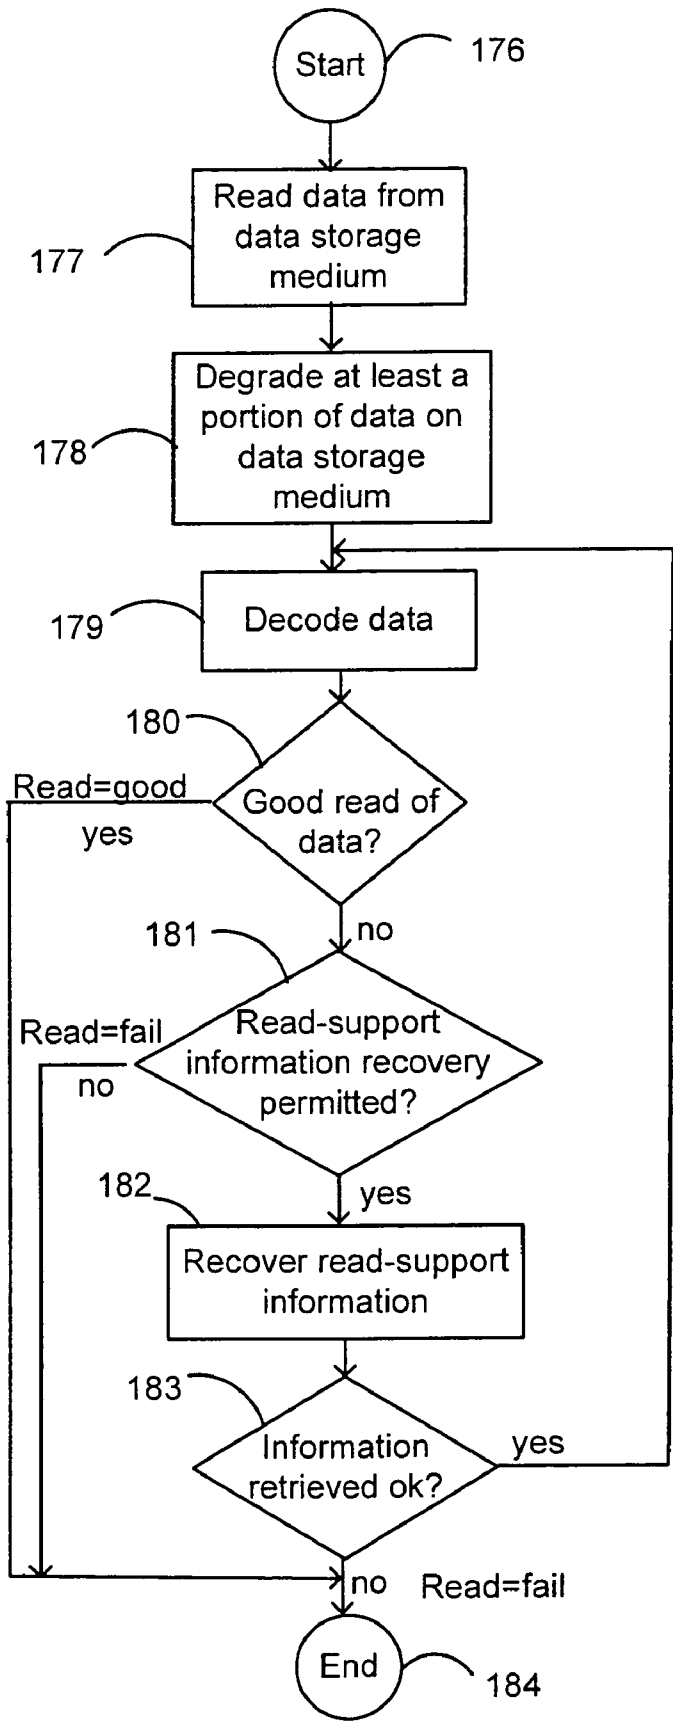 Start
176
Read data from
data storage
medium
177
Degrade at least a
portion of data on
data storage
medium
178
Decode data
179
180
Read=good
yes
Good read of
data?
no
181
Read=fail
no
Read-support
information recovery
permitted?
yes
182
Recover read-support
information
183
Information
retrieved ok?
yes
no
Read=fail
End
184